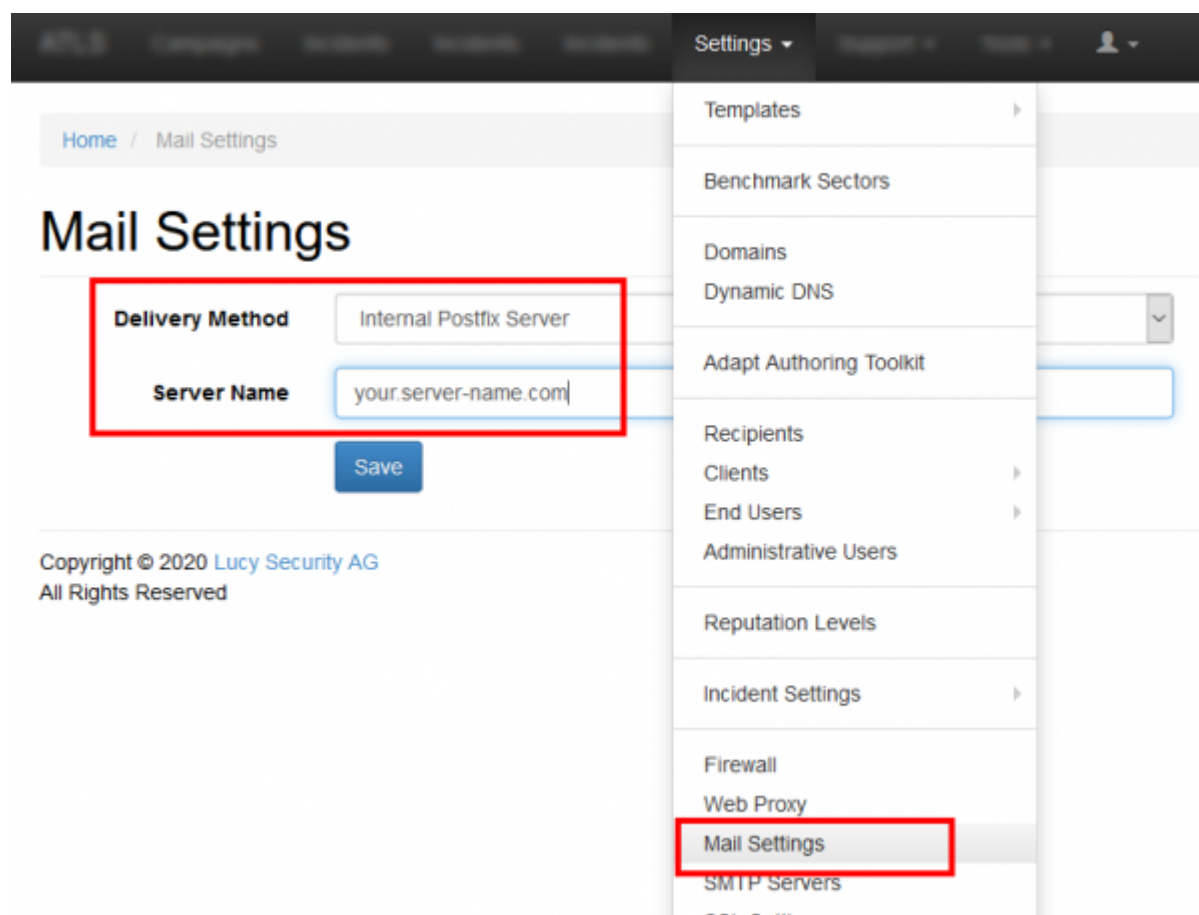 Settings
Home / Mail Settings
Mail Settings
Delivery Method
Internal Postfix Server
Server Name
your.server-name.com
Save
Copyright © 2020 Lucy Security AG
All Rights Reserved
Templates
Benchmark Sectors
Domains
Dynamic DNS
Adapt Authoring Toolkit
Recipients
Clients
End Users
Administrative Users
Reputation Levels
Incident Settings
Firewall
Web Proxy
Mail Settings
SMTP Servers